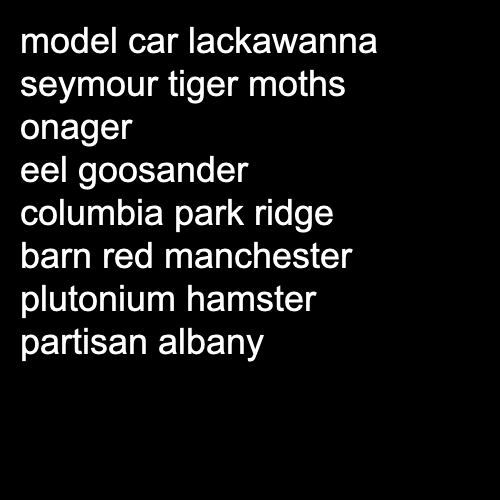 model car lackawanna
seymour tiger moths
onager
eel goosander
columbia park ridge
barn red manchester
plutonium hamster
partisan albany